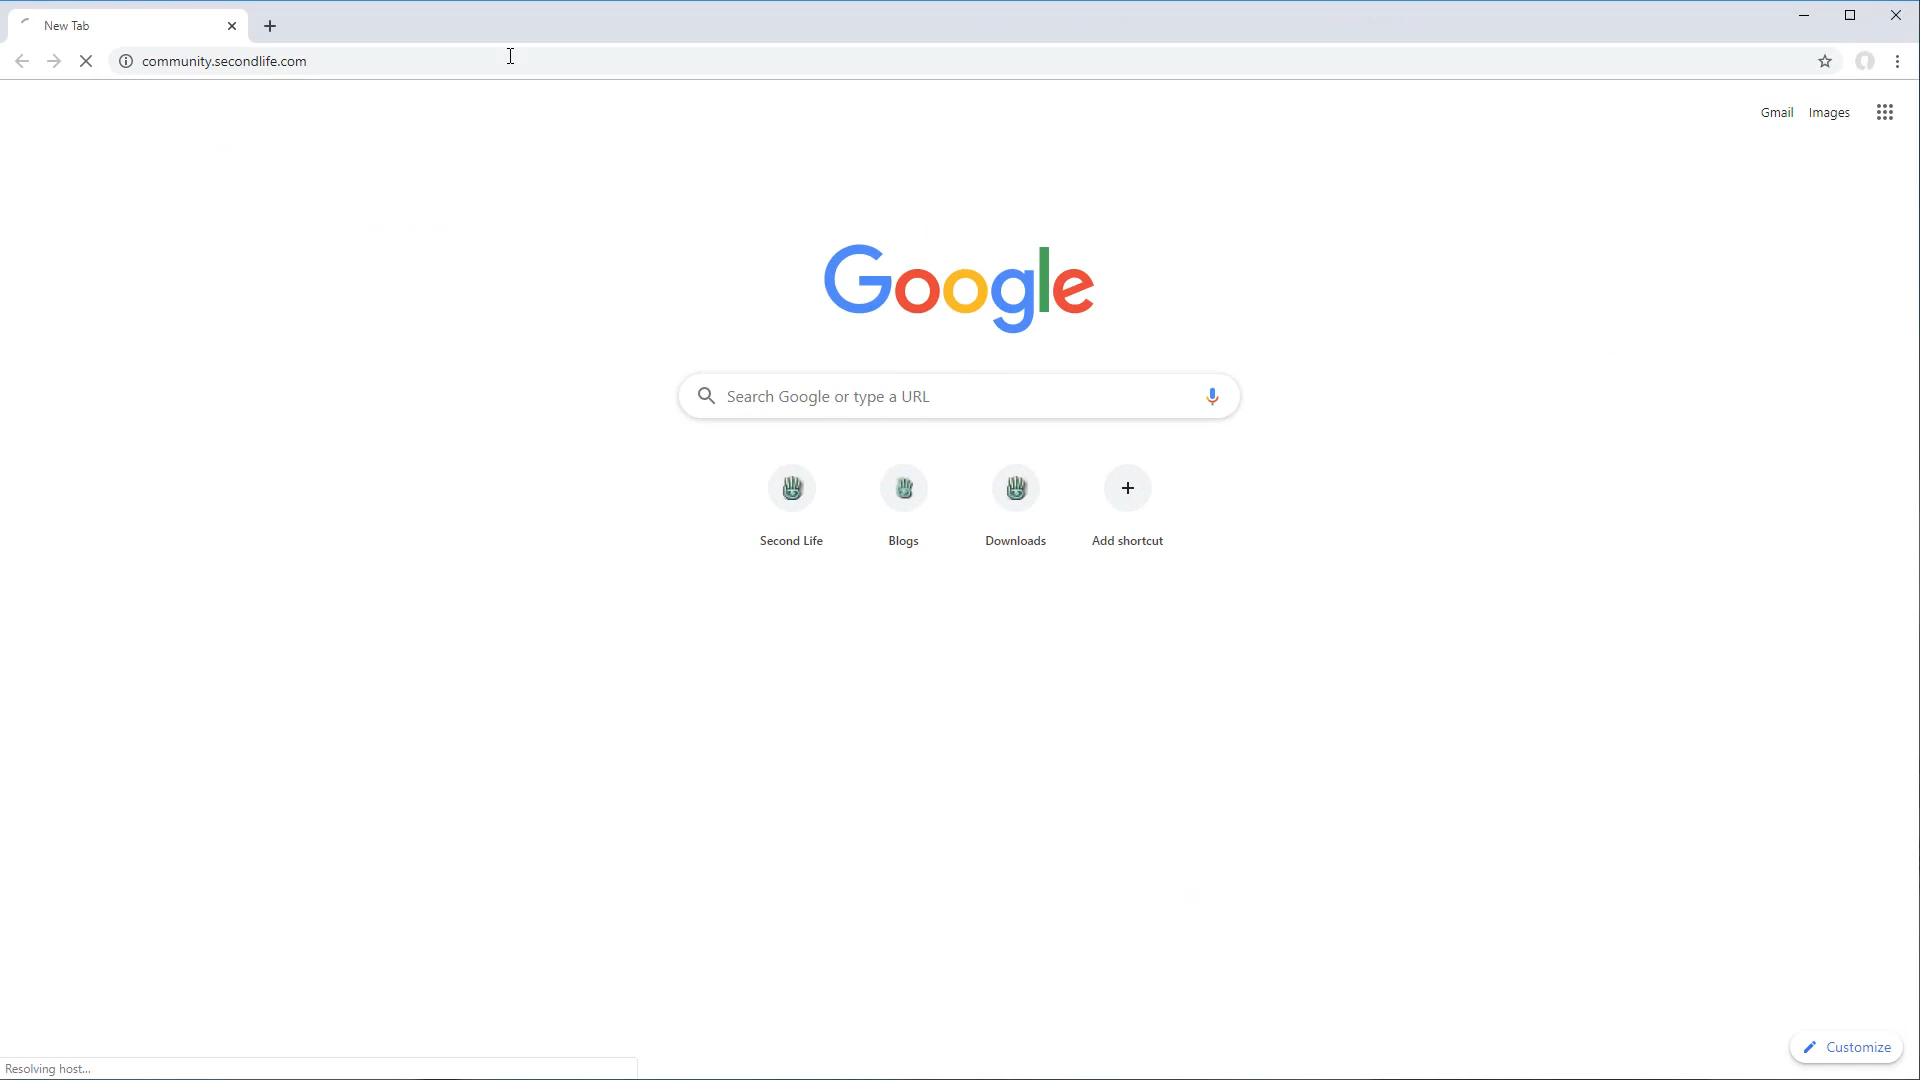 New Tab
community.secondlife.com
Gmail Images
Google
Search Google or type a URL
Second Life Blogs Downloads Add shortcut
Customize
Resolving host...